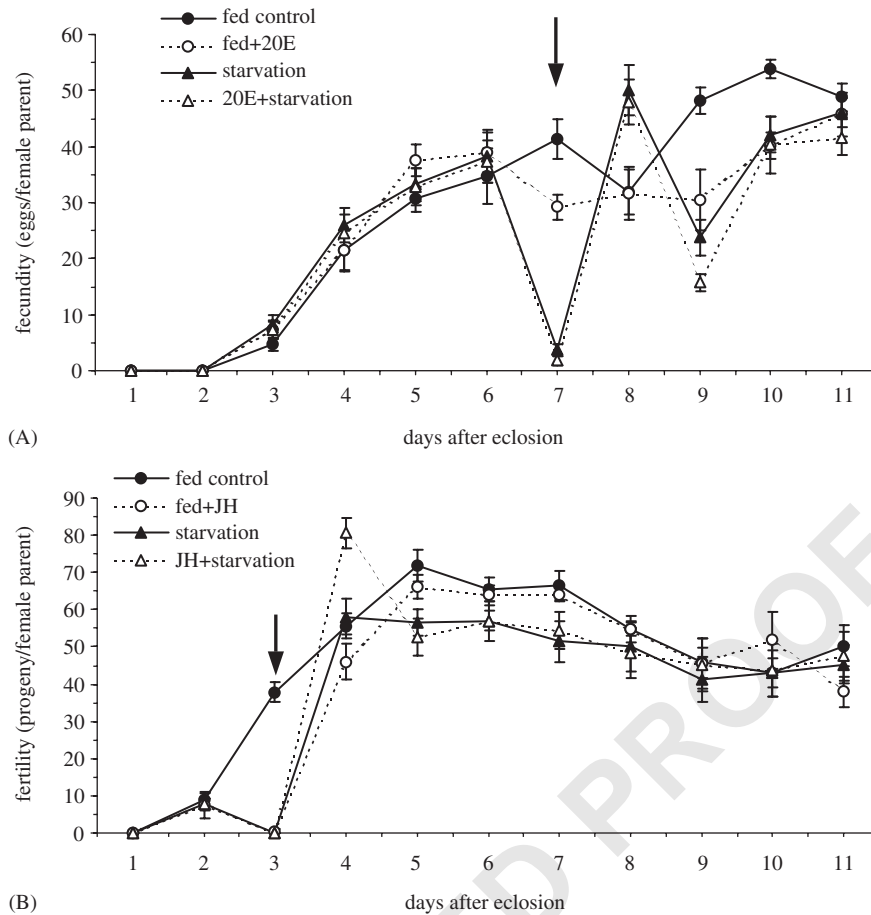 fed control
fed+20E
starvation
20E+starvation
fecundity (eggs/female parent)
60
50
40
30
20
10
0
1 2 3 4 5 6 7 8 9 10 11
(A)
days after eclosion
fed control
fed+JH
starvation
JH+starvation
fertility (progeny/female parent)
90
80
70
60
50
40
30
20
10
0
1 2 3 4 5 6 7 8 9 10 11
(B)
days after eclosion
ED PROOF